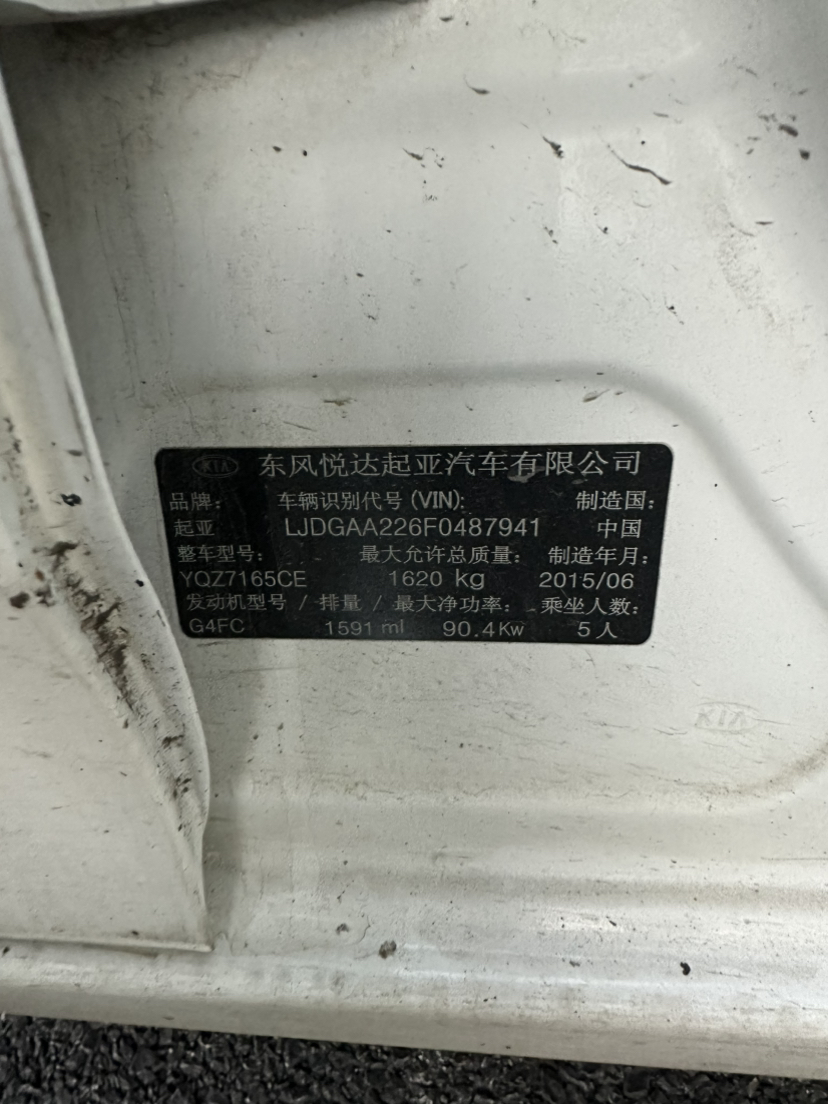 KIA 东风悦达起亚汽车有限公司
品牌： 车辆识别代号(VIN)： 制造国：
起亚 LJDGAA226F0487941 中国
整车型号： 最大允许总质量： 制造年月：
YQZ7165CE 1620 kg 2015/06
发动机型号 / 排量 / 最大净功率： 乘坐人数：
G4FC 1591 ml 90.4Kw 5人
KIA